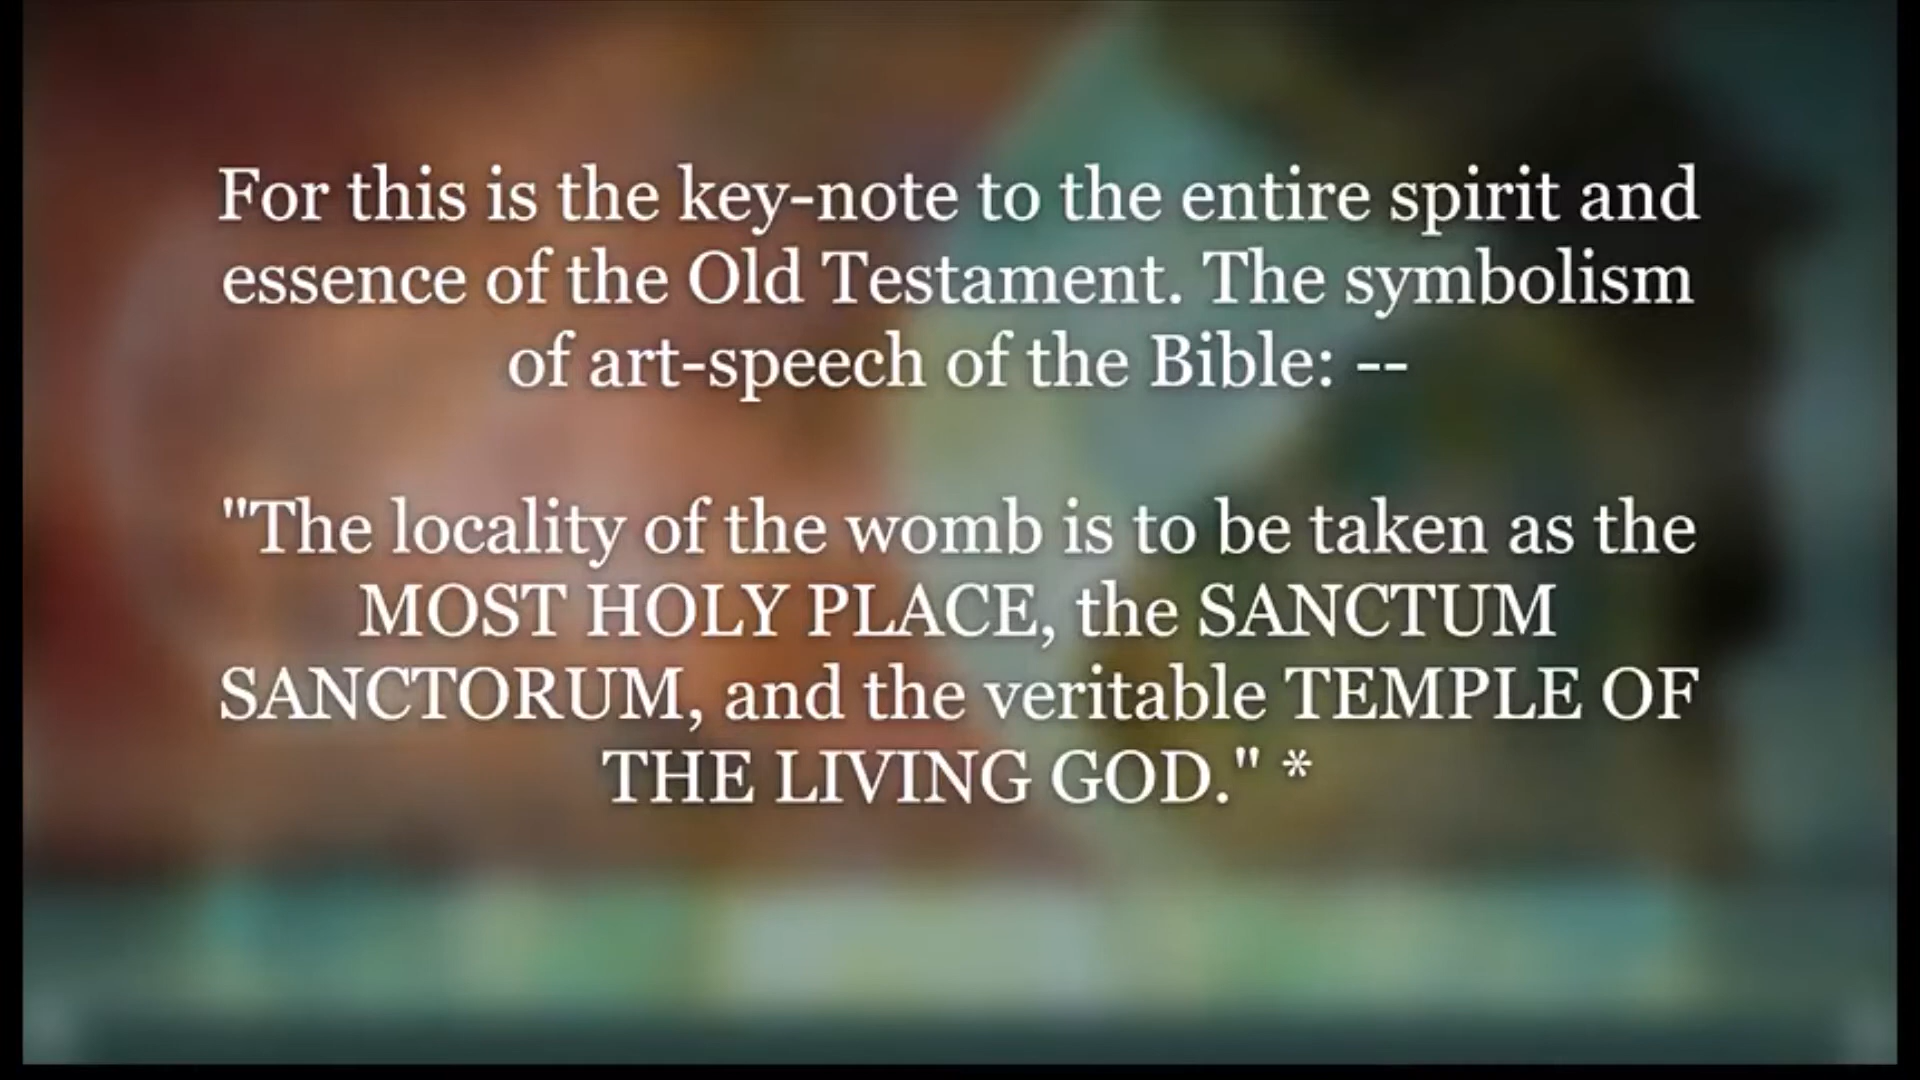 For this is the key-note to the entire spirit and
essence of the Old Testament. The symbolism
of art-speech of the Bible: --
"The locality of the womb is to be taken as the
MOST HOLY PLACE, the SANCTUM
SANCTORUM, and the veritable TEMPLE OF
THE LIVING GOD." *